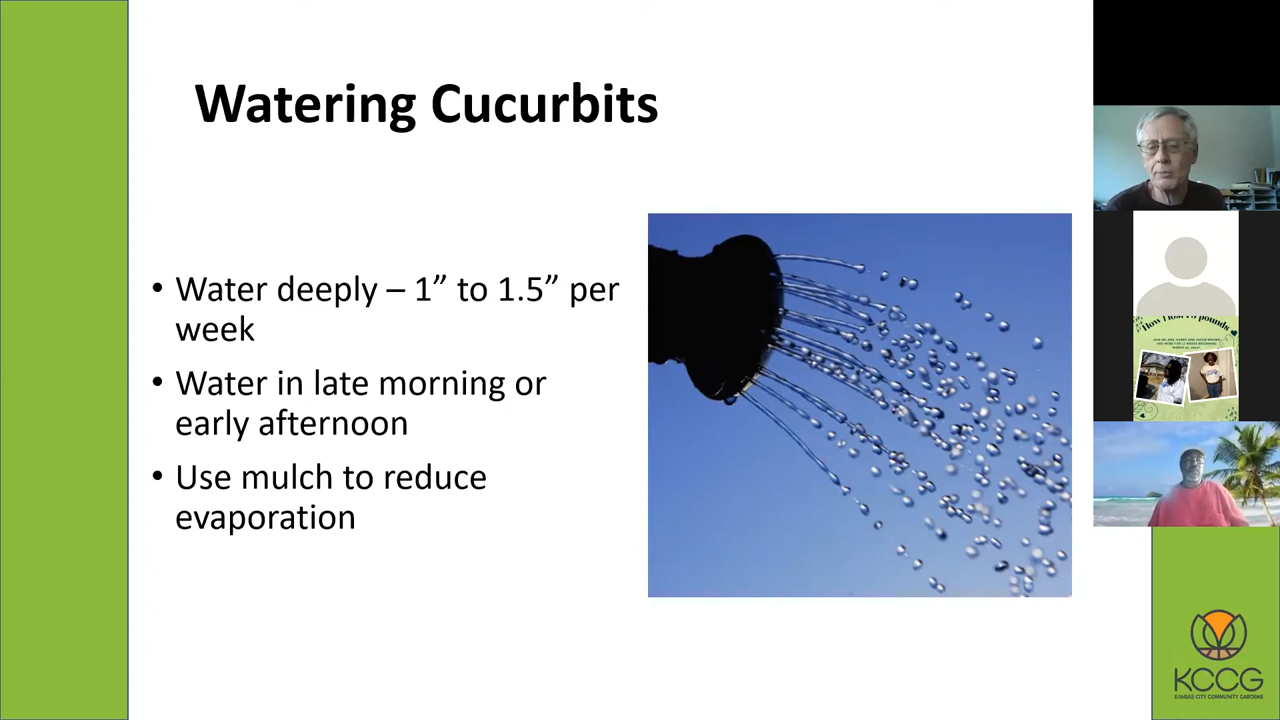 Watering Cucurbits
• Water deeply – 1” to 1.5” per
week
• Water in late morning or
early afternoon
• Use mulch to reduce
evaporation
pounds
KCCG
KANSAS CITY COMMUNITY GARDENS